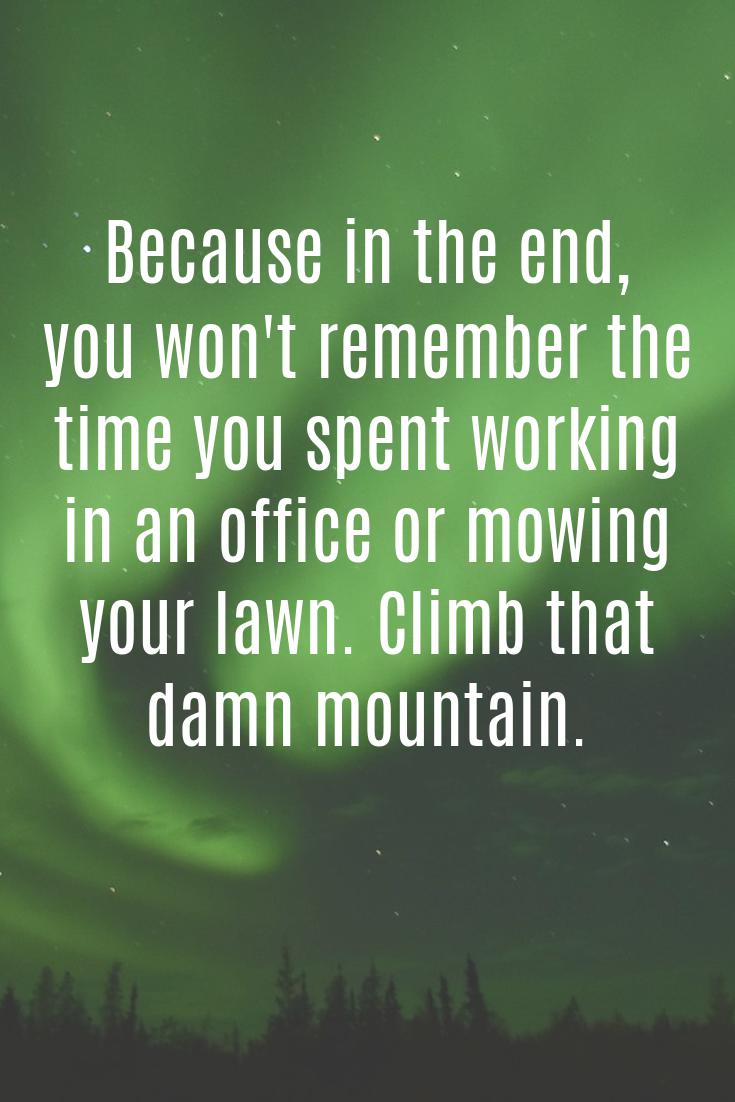 Because in the end,
you won't remember the
time you spent working
in an office or mowing
your lawn. Climb that
damn mountain.